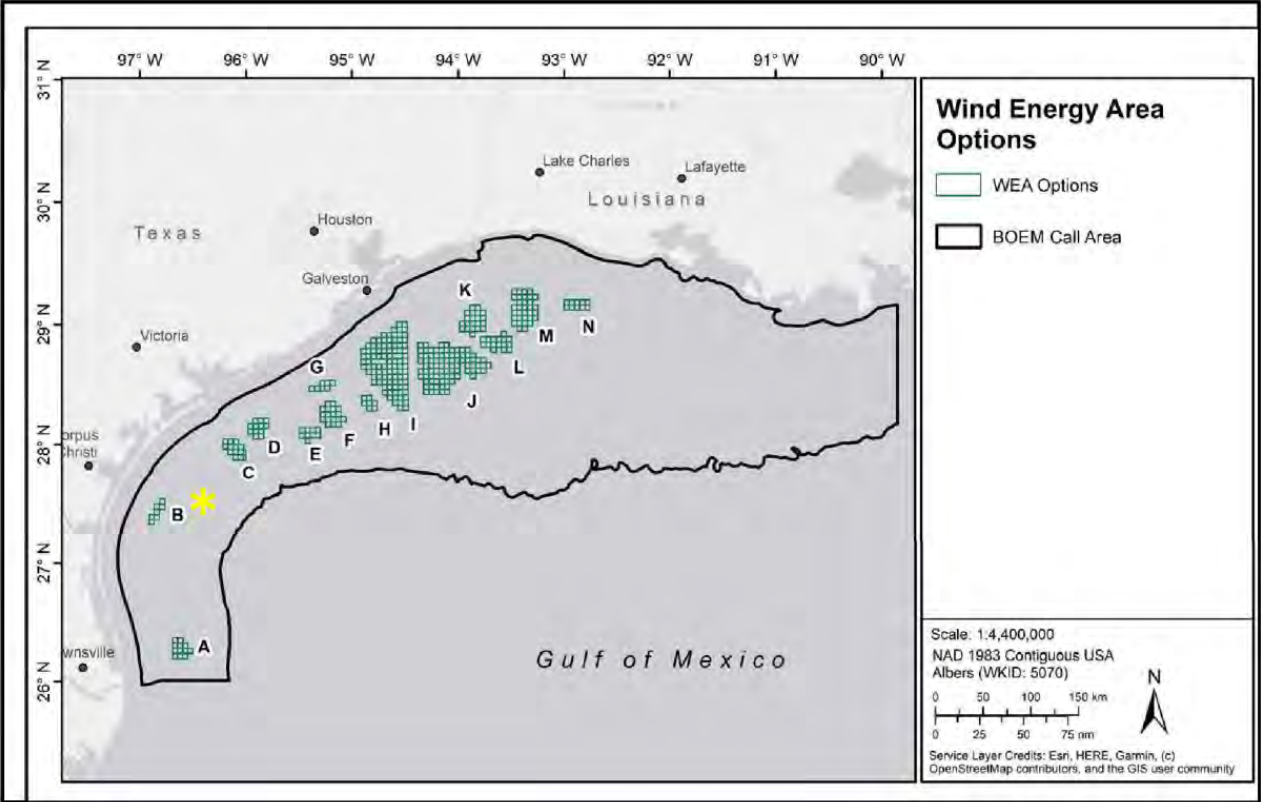 97° W 96° W 95° W 94° W 93° W 92° W 91° W 90° W
31° N
30° N
29° N
28° N
27° N
26° N
Lake Charles
Lafayette
Louisiana
Houston
Texas
Galveston
Victoria
orpus
Christi
wnsville
K
M
N
L
G
J
I
H
F
E
D
C
B
A
Gulf of Mexico
Wind Energy Area
Options
WEA Options
BOEM Call Area
Scale: 1:4,400,000
NAD 1983 Contiguous USA
Albers (WKID: 5070)
N
0 50 100 150 km
0 25 50 75 nm
Service Layer Credits: Esri, HERE, Garmin, (c)
OpenStreetMap contributors, and the GIS user community